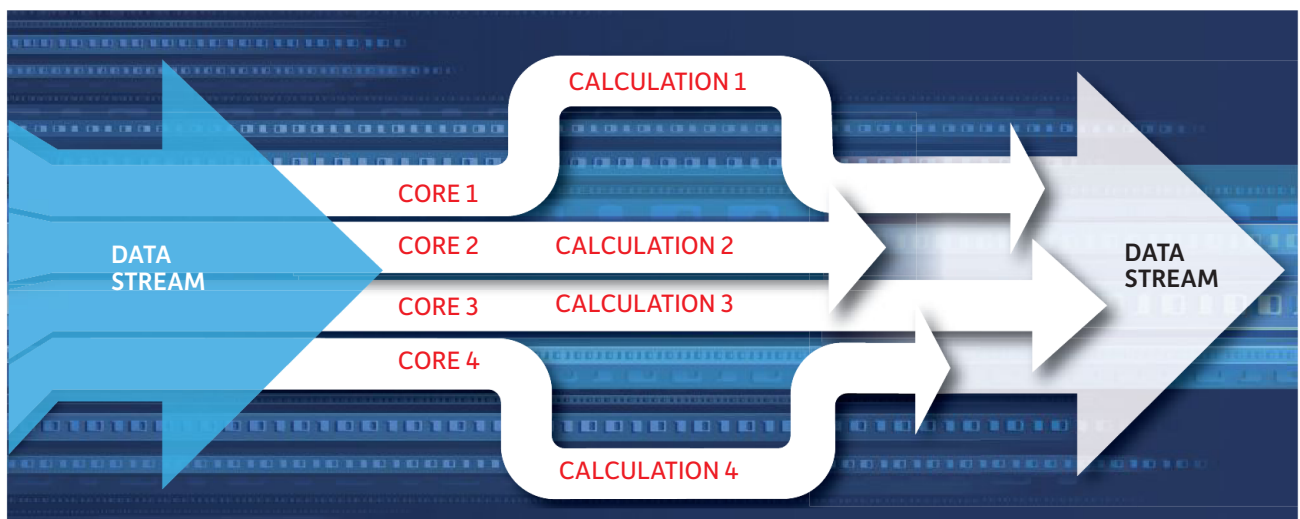 CALCULATION 1
CORE 1
CORE 2
CALCULATION 2
CORE 3
CALCULATION 3
CORE 4
CALCULATION 4
DATA
STREAM
DATA
STREAM